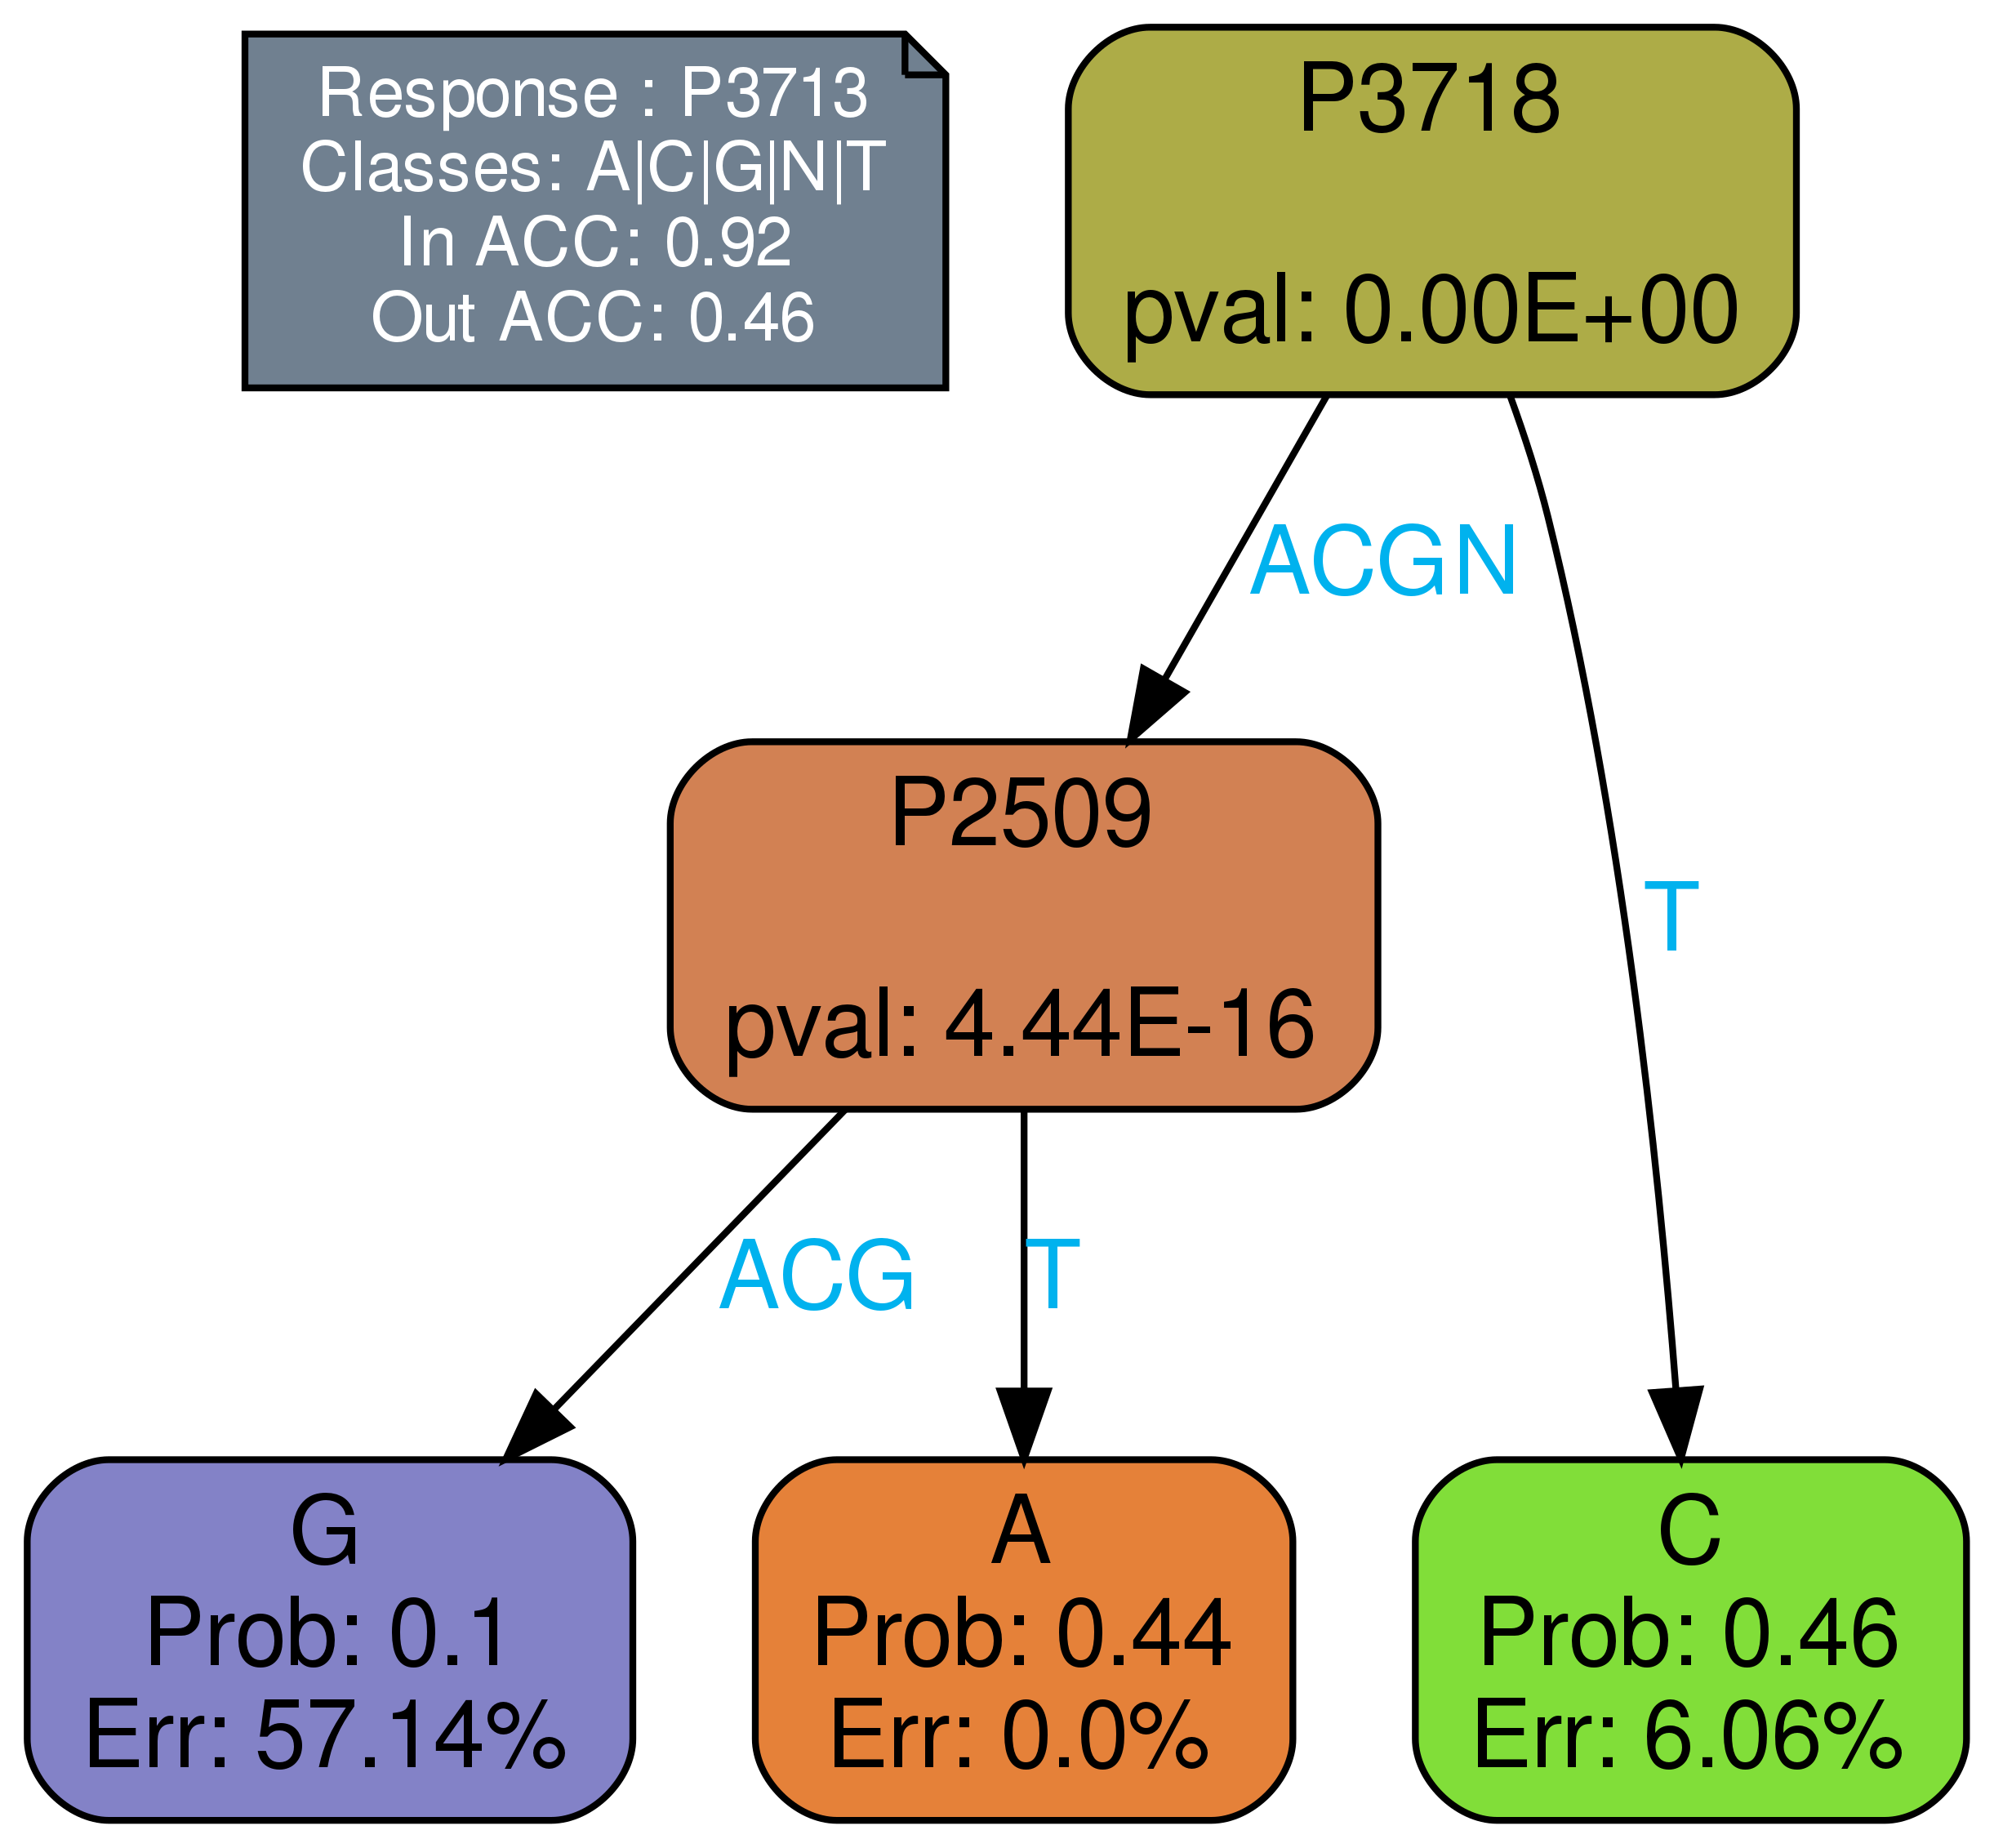 Response : P3713
Classes: A|C|G|N|T
In ACC: 0.92
Out ACC: 0.46
P3718
pval: 0.00E+00
ACGN
T
P2509
pval: 4.44E-16
ACG
T
G
Prob: 0.1
Err: 57.14%
A
Prob: 0.44
Err: 0.0%
C
Prob: 0.46
Err: 6.06%